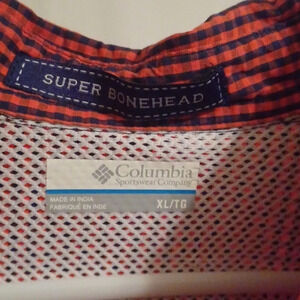 SUPER BONEHEAD
Columbia
Sportswear Company
MADE IN INDIA
FABRIQUÉ EN INDE
XL/TG